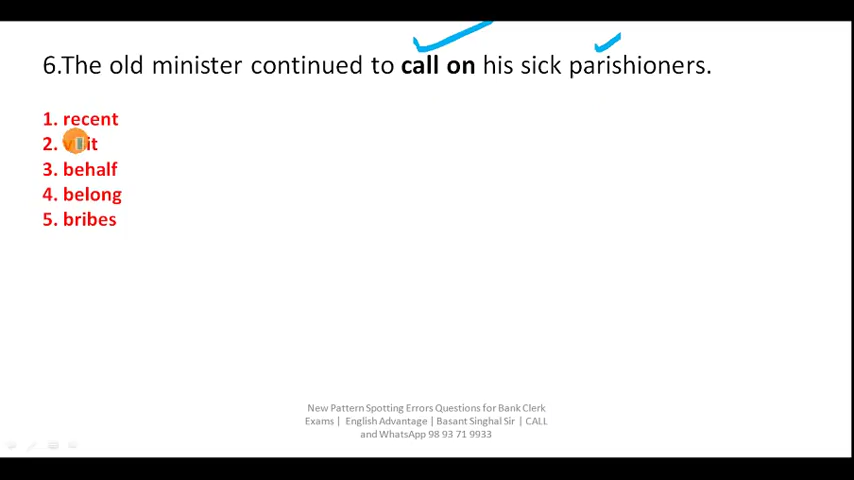 6.The old minister continued to call on his sick parishioners.
1. recent
2. visit
3. behalf
4. belong
5. bribes
New Pattern Spotting Errors Questions for Bank Clerk
Exams | English Advantage | Basant Singhal Sir | CALL
and WhatsApp 98 93 71 9933